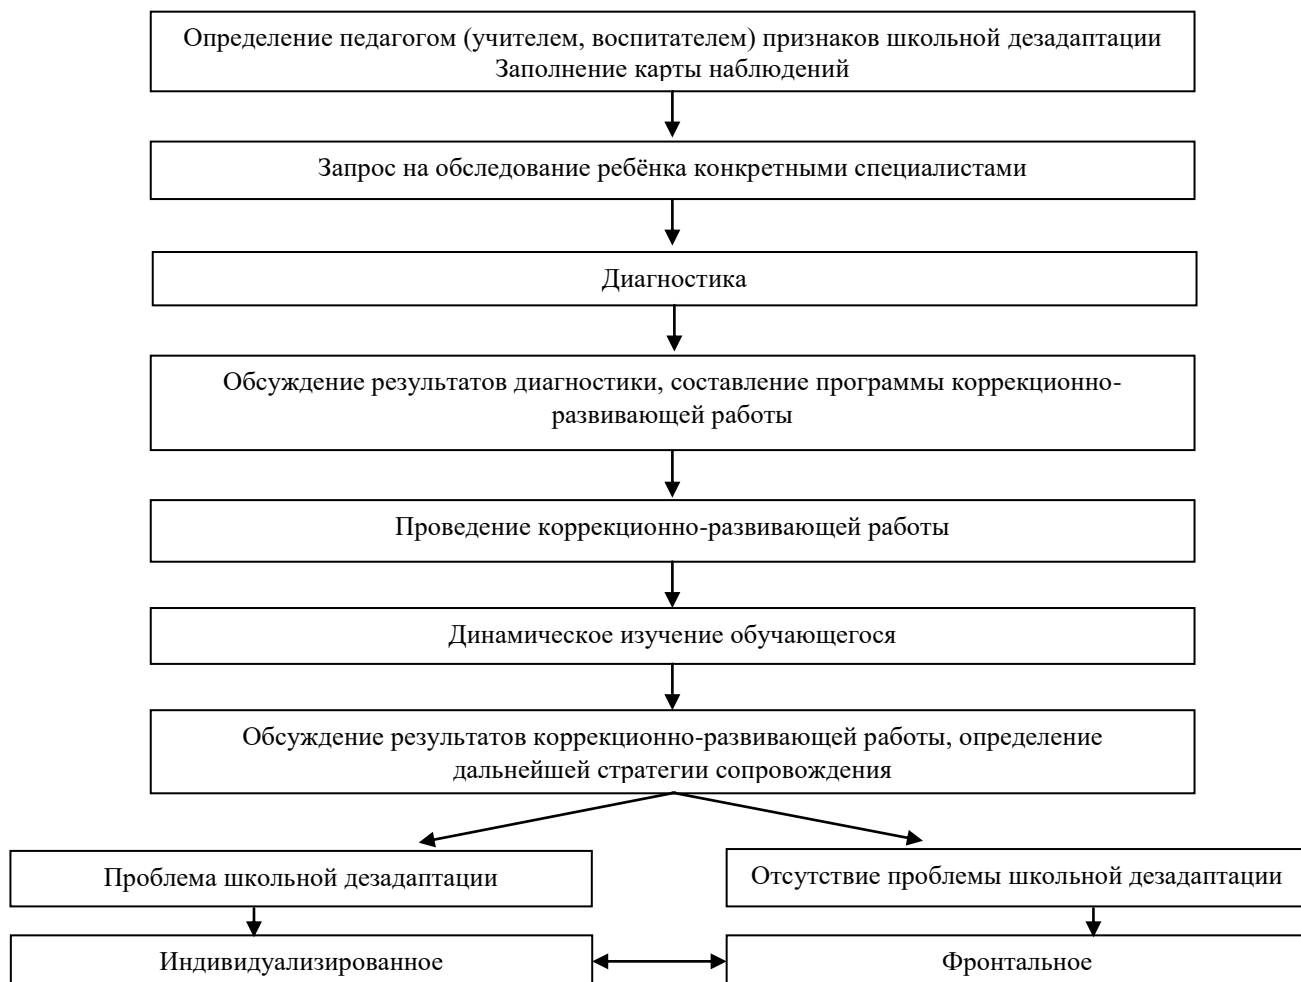 Определение педагогом (учителем, воспитателем) признаков школьной дезадаптации
Заполнение карты наблюдений
Запрос на обследование ребёнка конкретными специалистами
Диагностика
Обсуждение результатов диагностики, составление программы коррекционно-
развивающей работы
Проведение коррекционно-развивающей работы
Динамическое изучение обучающегося
Обсуждение результатов коррекционно-развивающей работы, определение
дальнейшей стратегии сопровождения
Проблема школьной дезадаптации
Отсутствие проблемы школьной дезадаптации
Индивидуализированное
Фронтальное